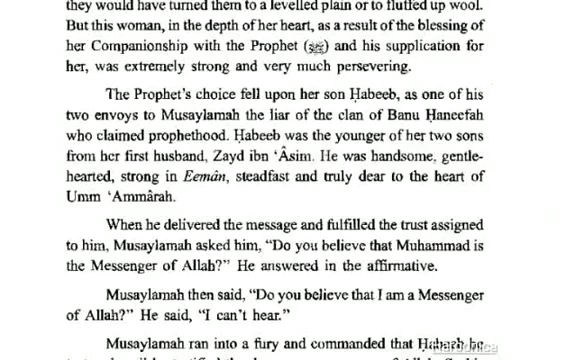 they would have turned them to a levelled plain or to fluffed up wool.
But this woman, in the depth of her heart, as a result of the blessing of
her Companionship with the Prophet (ﷺ) and his supplication for
her, was extremely strong and very much persevering.
The Prophet's choice fell upon her son Ḥabeeb, as one of his
two envoys to Musaylamah the liar of the clan of Banu Ḥaneefah
who claimed prophethood. Ḥabeeb was the younger of her two sons
from her first husband, Zayd ibn ‘Âsim. He was handsome, gentle-
hearted, strong in Eemân, steadfast and truly dear to the heart of
Umm ‘Ammârah.
When he delivered the message and fulfilled the trust assigned
to him, Musaylamah asked him, “Do you believe that Muhammad is
the Messenger of Allah?” He answered in the affirmative.
Musaylamah then said, “Do you believe that I am a Messenger
of Allah?” He said, “I can't hear.”
Musaylamah ran into a fury and commanded that Ḥabeeb be